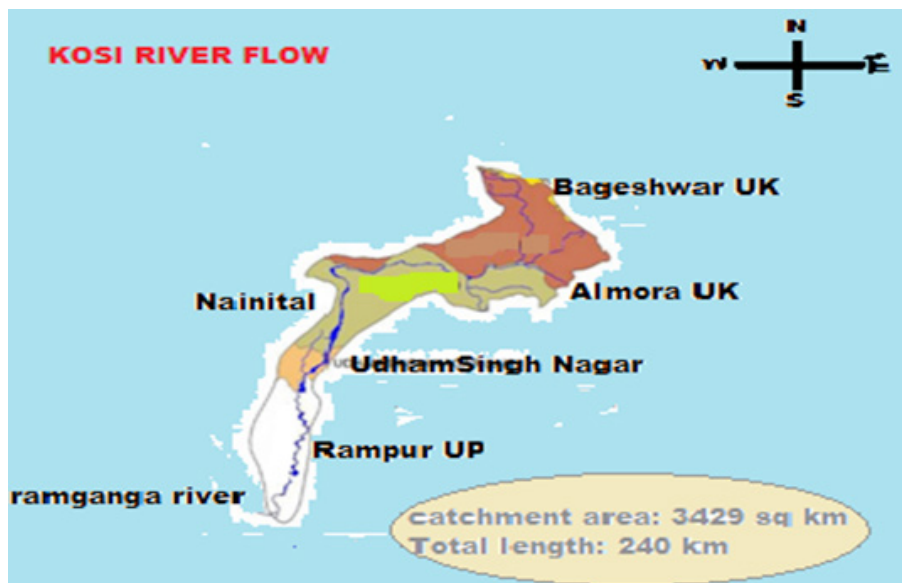 KOSI RIVER FLOW
N
W
E
S
Bageshwar UK
Almora UK
Nainital
UdhamSingh Nagar
Rampur UP
ramganga river
catchment area: 3429 sq km
Total length: 240 km